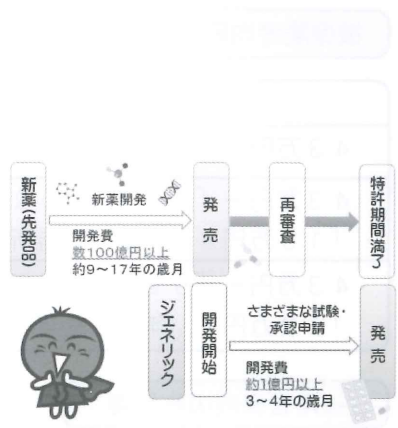 新薬(先発品)
新薬開発
開発費
数100億円以上
約9～17年の歳月
発売
再審査
特許期間満了
ジェネリック
開発開始
さまざまな試験・
承認申請
開発費
約1億円以上
3～4年の歳月
発売